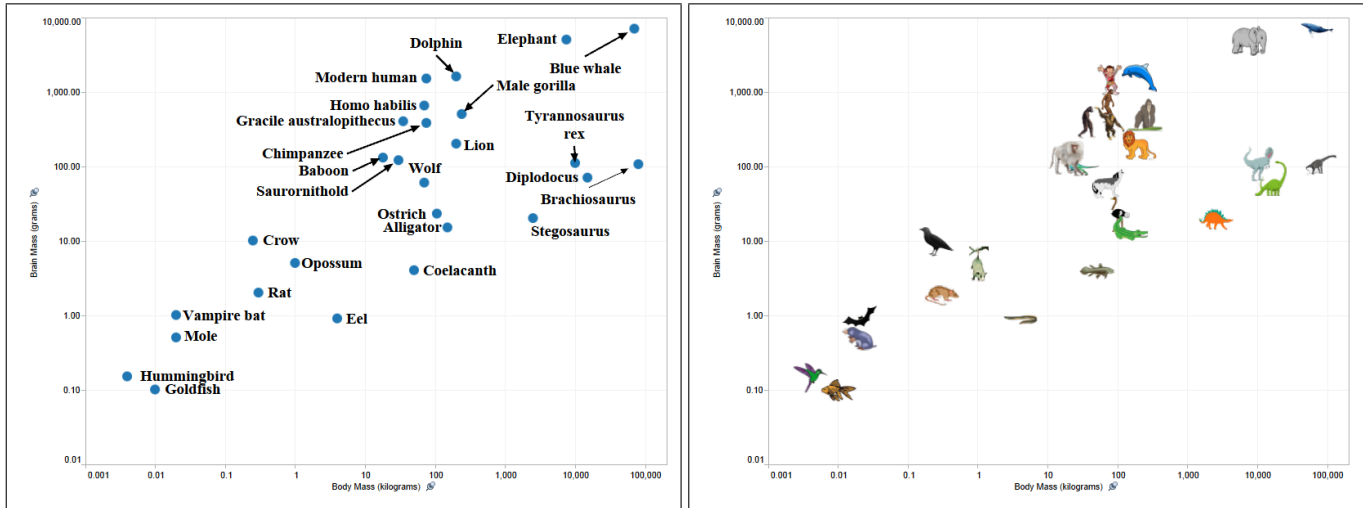 10,000.00
1,000.00
100.00
10.00
1.00
0.10
0.01
Brain Mass (grams)
Elephant
Dolphin
Blue whale
Modern human
Male gorilla
Homo habilis
Gracile australopithecus
Tyrannosaurus
rex
Chimpanzee
Lion
Baboon
Wolf
Diplodocus
Saurornithold
Brachiosaurus
Ostrich
Alligator
Stegosaurus
Crow
Opossum
Coelacanth
Rat
Vampire bat
Eel
Mole
Hummingbird
Goldfish
0.001 0.01 0.1 1 10 100 1,000 10,000 100,000
Body Mass (kilograms)
10,000.00
1,000.00
100.00
10.00
1.00
0.10
0.01
Brain Mass (grams)
0.001 0.01 0.1 1 10 100 1,000 10,000 100,000
Body Mass (kilograms)